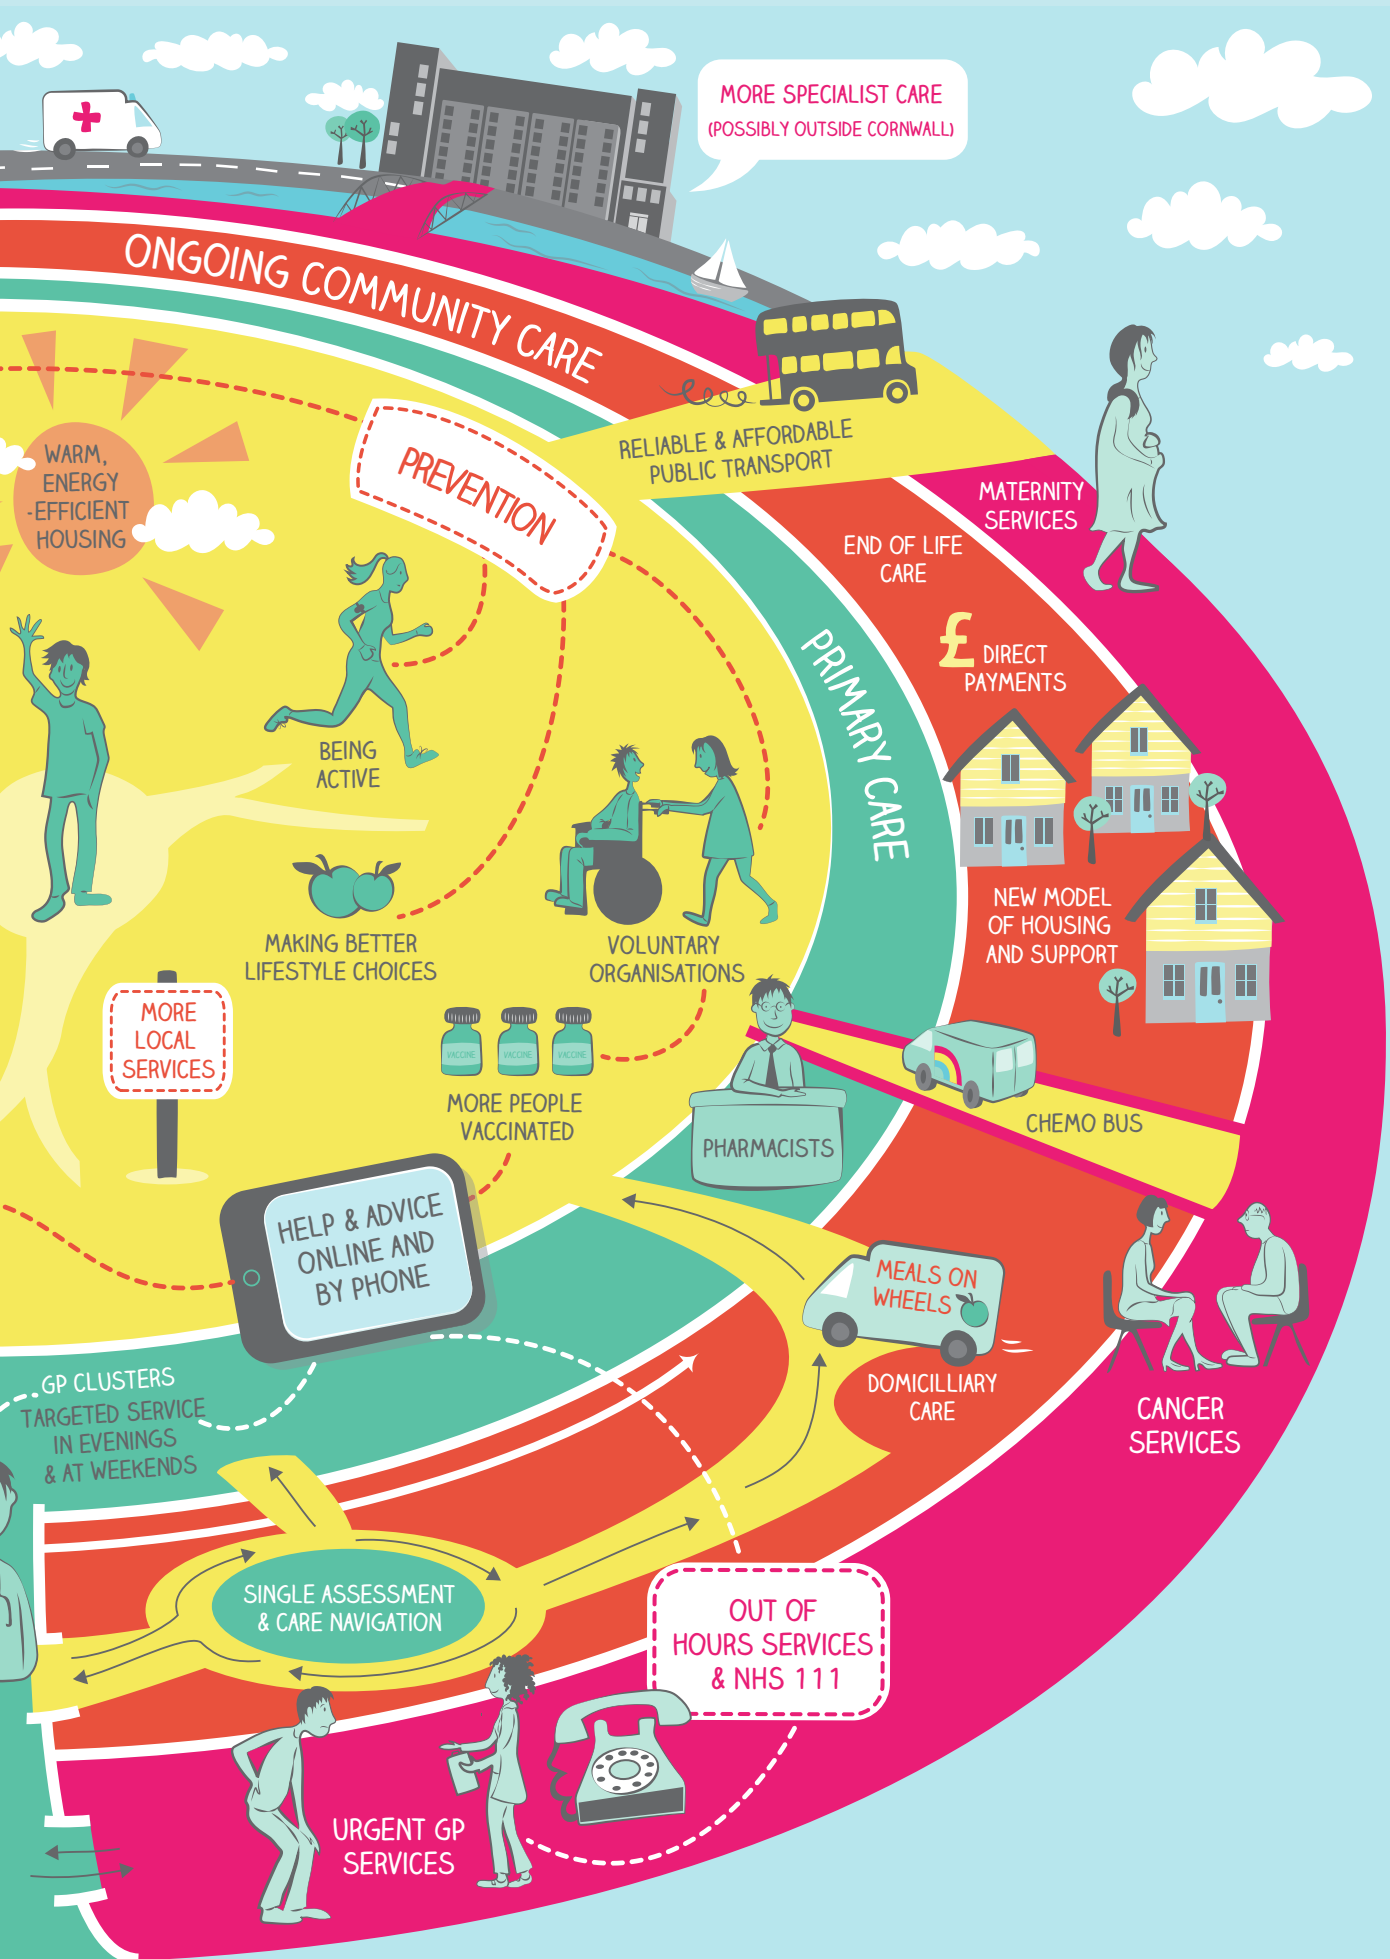 MORE SPECIALIST CARE
(POSSIBLY OUTSIDE CORNWALL)
ONGOING COMMUNITY CARE
RELIABLE & AFFORDABLE
PUBLIC TRANSPORT
WARM,
ENERGY
-EFFICIENT
HOUSING
PREVENTION
MATERNITY
SERVICES
END OF LIFE
CARE
£ DIRECT
PAYMENTS
PRIMARY CARE
BEING
ACTIVE
MAKING BETTER
LIFESTYLE CHOICES
VOLUNTARY
ORGANISATIONS
NEW MODEL
OF HOUSING
AND SUPPORT
MORE
LOCAL
SERVICES
VACCINE
VACCINE
VACCINE
MORE PEOPLE
VACCINATED
PHARMACISTS
CHEMO BUS
HELP & ADVICE
ONLINE AND
BY PHONE
MEALS ON
WHEELS
DOMICILLIARY
CARE
CANCER
SERVICES
GP CLUSTERS
TARGETED SERVICE
IN EVENINGS
& AT WEEKENDS
SINGLE ASSESSMENT
& CARE NAVIGATION
OUT OF
HOURS SERVICES
& NHS 111
URGENT GP
SERVICES